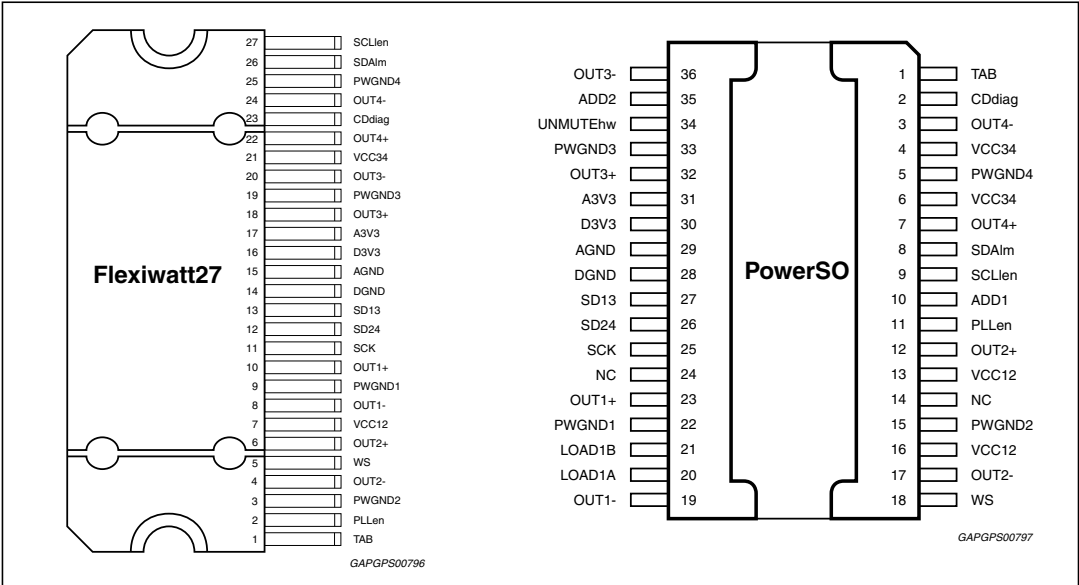 27 SCLlen
26 SDAlm
25 PWGND4
24 OUT4-
23 CDdiag
22 OUT4+
21 VCC34
20 OUT3-
19 PWGND3
18 OUT3+
17 A3V3
16 D3V3
15 AGND
14 DGND
13 SD13
12 SD24
11 SCK
10 OUT1+
9 PWGND1
8 OUT1-
7 VCC12
6 OUT2+
5 WS
4 OUT2-
3 PWGND2
2 PLLen
1 TAB
Flexiwatt27
GAPGPS00796
OUT3- 36 1 TAB
ADD2 35 2 CDdiag
UNMUTEhw 34 3 OUT4-
PWGND3 33 4 VCC34
OUT3+ 32 5 PWGND4
A3V3 31 6 VCC34
D3V3 30 7 OUT4+
AGND 29 8 SDAlm
DGND 28 9 SCLlen
SD13 27 10 ADD1
SD24 26 11 PLLen
SCK 25 12 OUT2+
NC 24 13 VCC12
OUT1+ 23 14 NC
PWGND1 22 15 PWGND2
LOAD1B 21 16 VCC12
LOAD1A 20 17 OUT2-
OUT1- 19 18 WS
PowerSO
GAPGPS00797